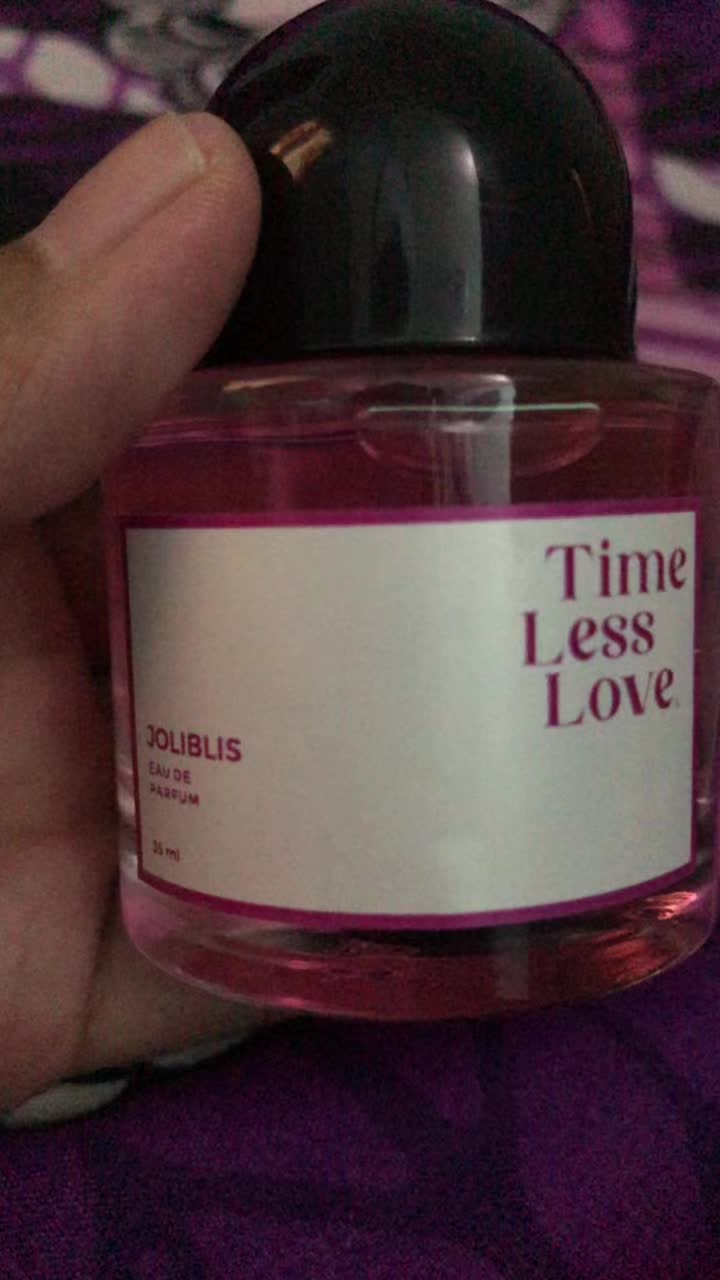 Time
Less
Love
JOLIBLIS
EAU DE
PARFUM
35 ml